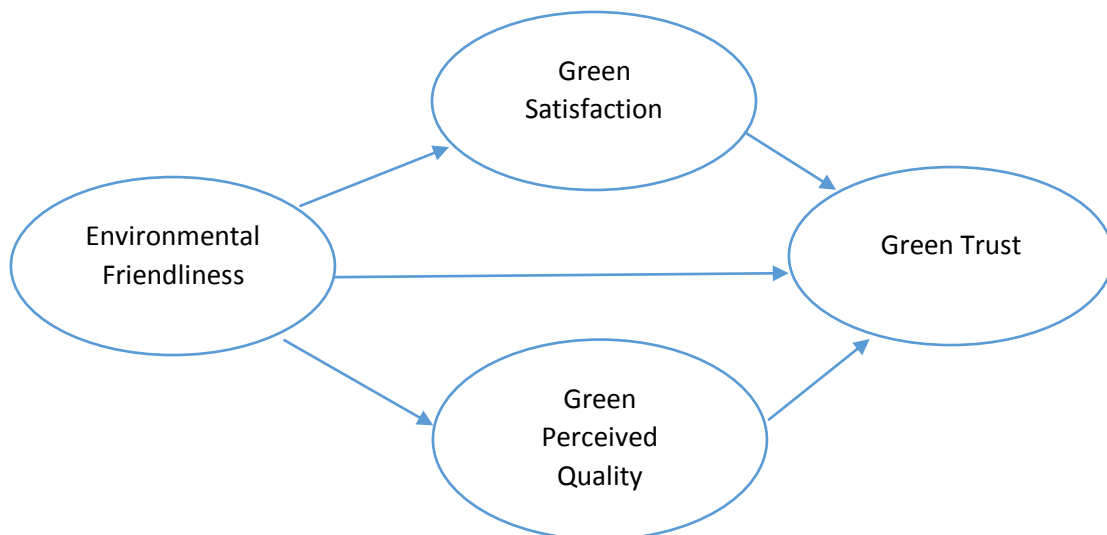 Green
Satisfaction
Environmental
Friendliness
Green Trust
Green
Perceived
Quality